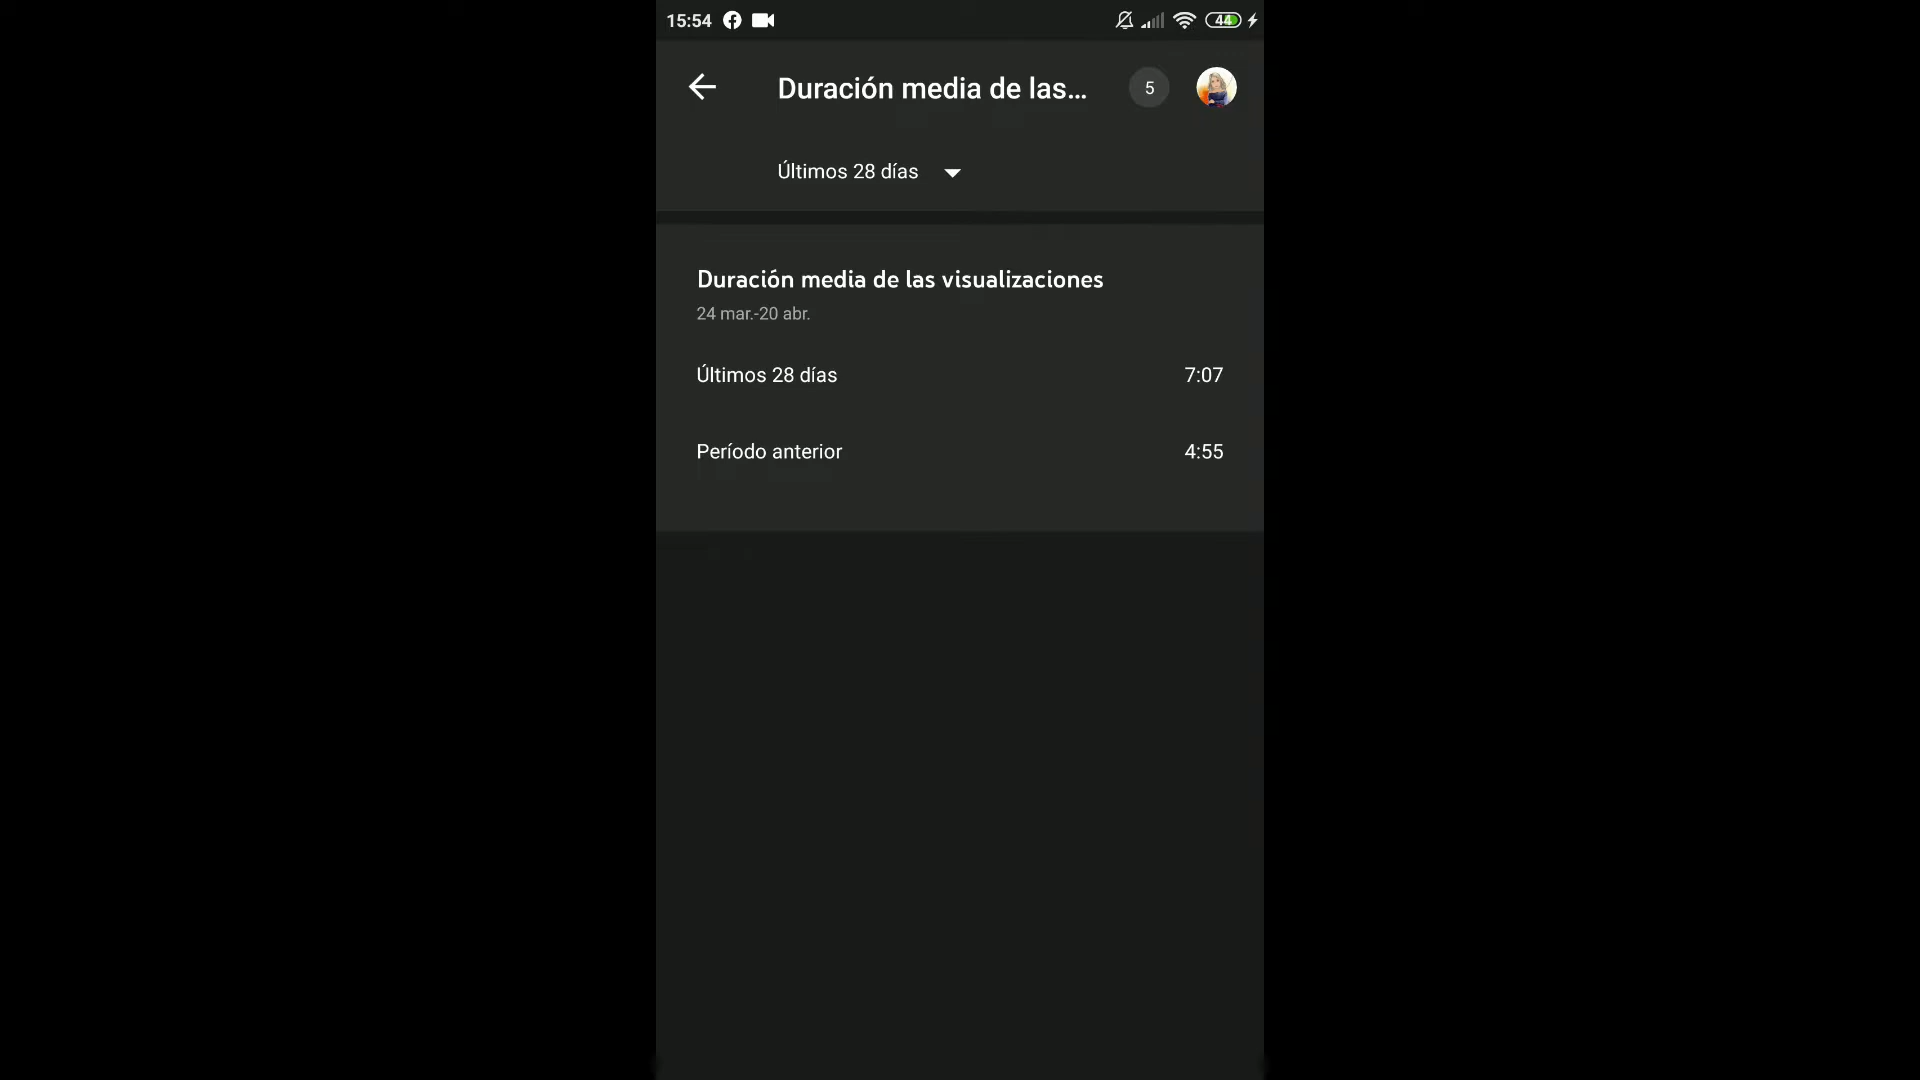 15:54
44
Duración media de las...
5
Últimos 28 días
Duración media de las visualizaciones
24 mar.-20 abr.
Últimos 28 días 7:07
Período anterior 4:55